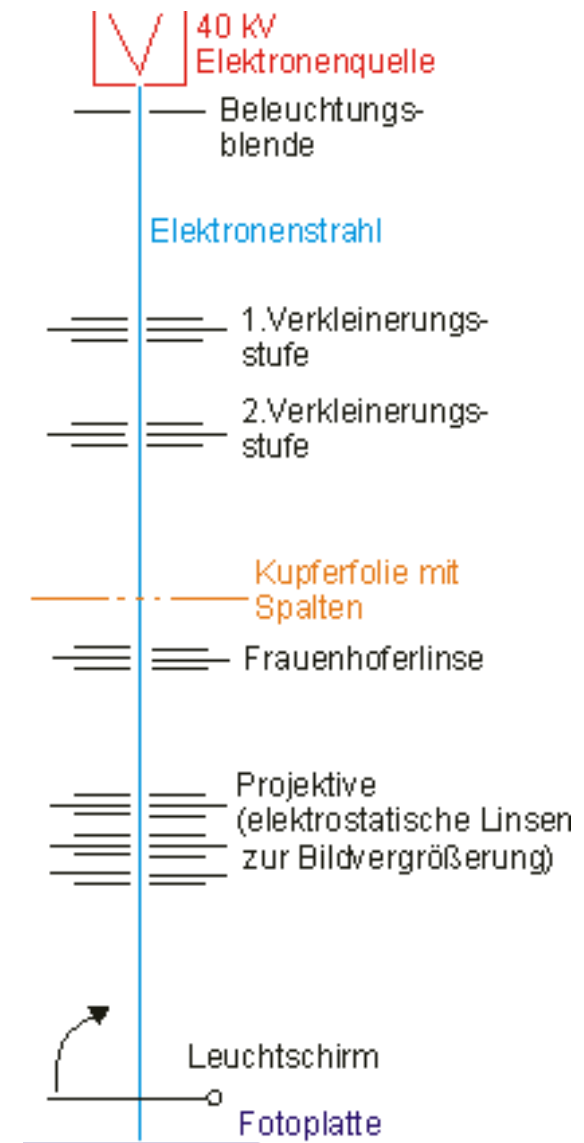 40 kV
Elektronenquelle
Beleuchtungs-
blende
Elektronenstrahl
1.Verkleinerungs-
stufe
2.Verkleinerungs-
stufe
Kupferfolie mit
Spalten
Frauenhoferlinse
Projektive
(elektrostatische Linsen
zur Bildvergrößerung)
Leuchtschirm
Fotoplatte